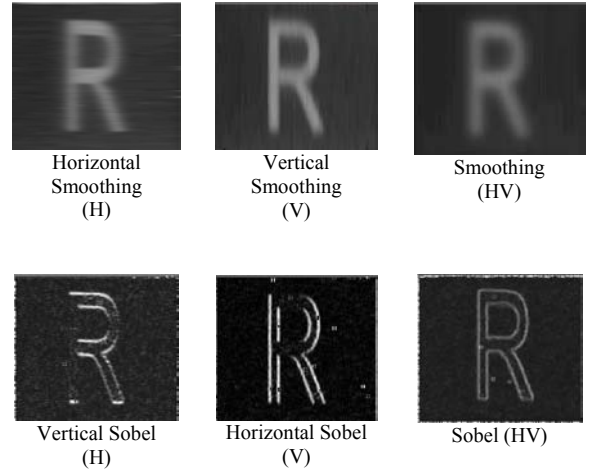 R R R
Horizontal Vertical Smoothing
Smoothing Smoothing (HV)
(H) (V)
R R R
Vertical Sobel Horizontal Sobel Sobel (HV)
(H) (V)